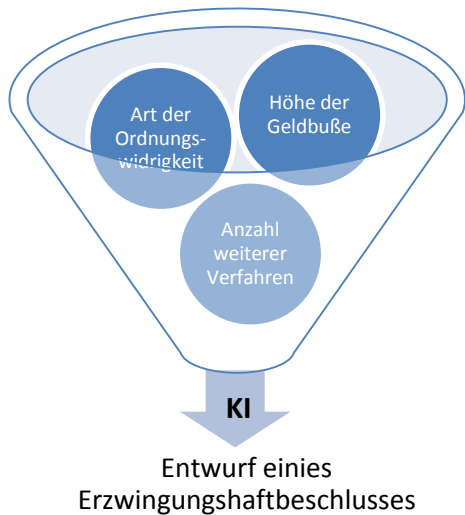 Art der
Ordnungs-
widrigkeit
Höhe der
Geldbuße
Anzahl
weiterer
Verfahren
KI
Entwurf einies
Erzwingungshaftbeschlusses